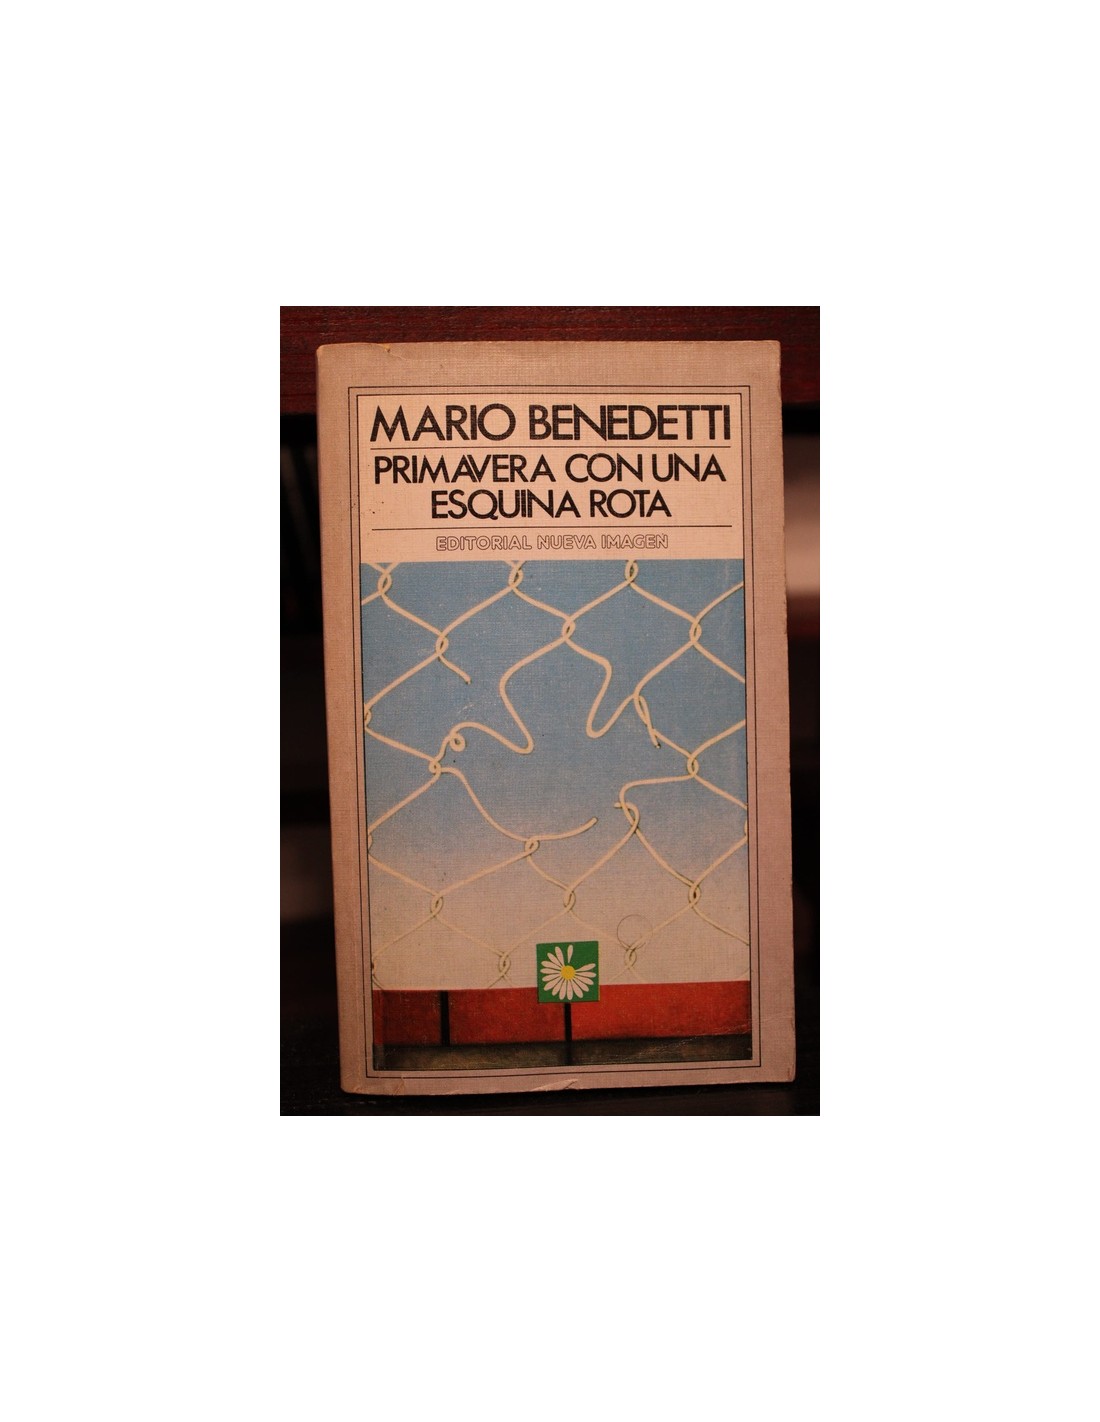 MARIO BENEDETTI
PRIMAVERA CON UNA
ESQUINA ROTA
EDITORIAL NUEVA IMAGEN